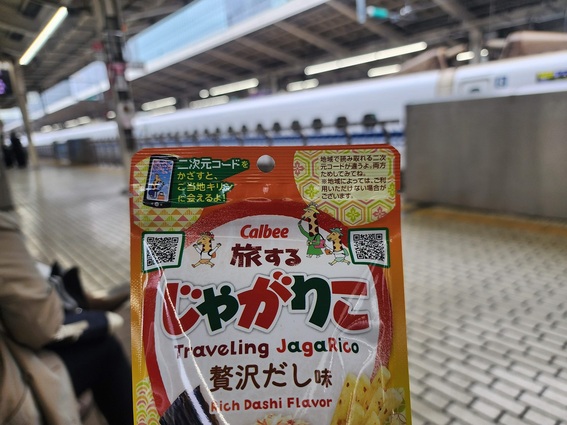 二次元コードを
かざすと、
ご当地キリンに
会えるよ!
地域で読み取れる二次
元コードが違うよ。両方
ためしてみてね。
※地域によっては、ご利
用いただけない場合が
ございます。
Calbee
旅する
じゃがりこ
Traveling JagaRico
贅沢だし味
Rich Dashi Flavor